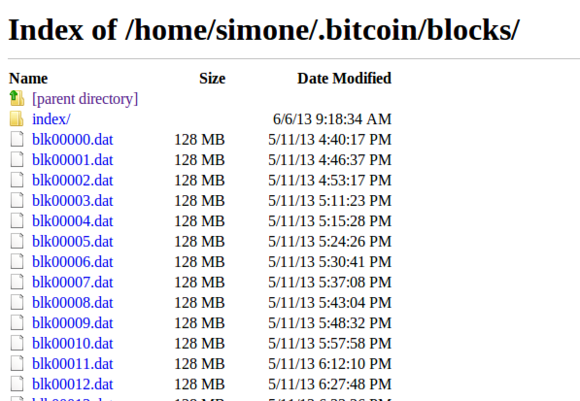 Index of /home/simone/.bitcoin/blocks/
Name Size Date Modified
[parent directory]
index/ 6/6/13 9:18:34 AM
blk00000.dat 128 MB 5/11/13 4:40:17 PM
blk00001.dat 128 MB 5/11/13 4:46:37 PM
blk00002.dat 128 MB 5/11/13 4:53:17 PM
blk00003.dat 128 MB 5/11/13 5:11:23 PM
blk00004.dat 128 MB 5/11/13 5:15:28 PM
blk00005.dat 128 MB 5/11/13 5:24:26 PM
blk00006.dat 128 MB 5/11/13 5:30:41 PM
blk00007.dat 128 MB 5/11/13 5:37:08 PM
blk00008.dat 128 MB 5/11/13 5:43:04 PM
blk00009.dat 128 MB 5/11/13 5:48:32 PM
blk00010.dat 128 MB 5/11/13 5:57:58 PM
blk00011.dat 128 MB 5/11/13 6:12:10 PM
blk00012.dat 128 MB 5/11/13 6:27:48 PM